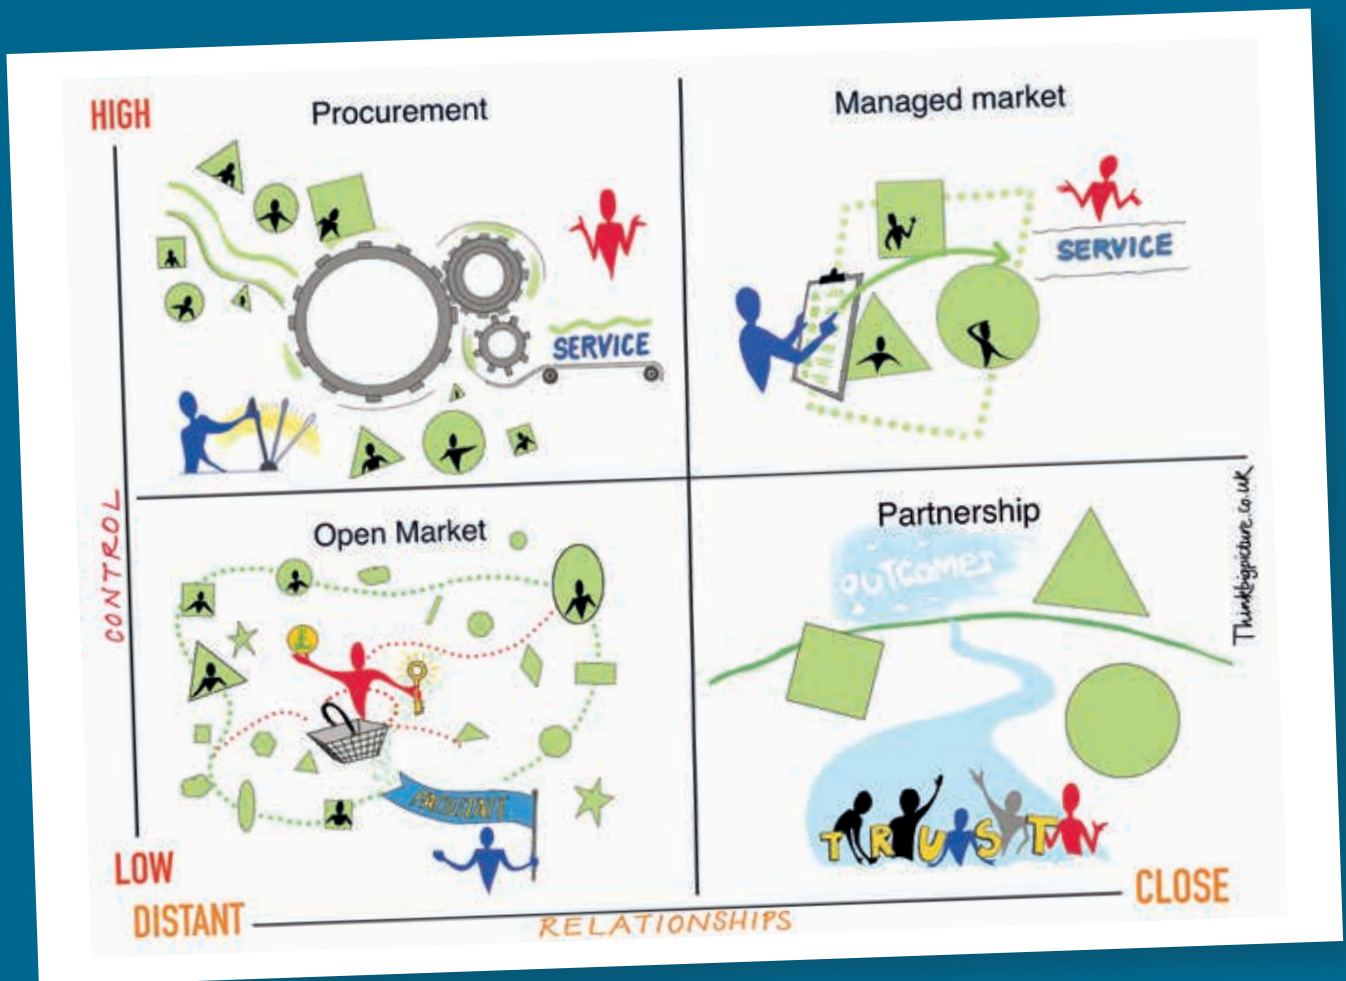 HIGH
Procurement
Managed market
SERVICE
SERVICE
CONTROL
Open Market
Partnership
OUTCOMES
Thinkbigpicture.co.uk
£
TRUST
LOW
DISTANT
RELATIONSHIPS
CLOSE